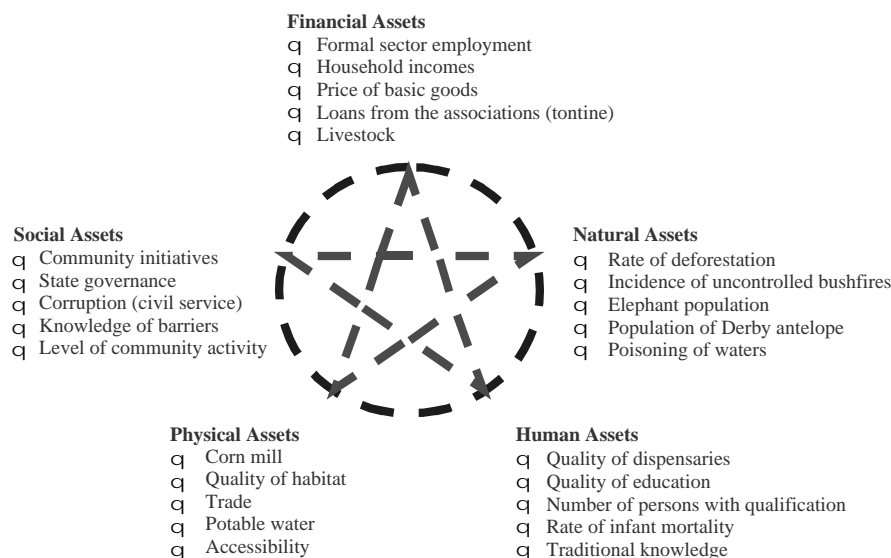 Financial Assets
q Formal sector employment
q Household incomes
q Price of basic goods
q Loans from the associations (tontine)
q Livestock
Social Assets
q Community initiatives
q State governance
q Corruption (civil service)
q Knowledge of barriers
q Level of community activity
Natural Assets
q Rate of deforestation
q Incidence of uncontrolled bushfires
q Elephant population
q Population of Derby antelope
q Poisoning of waters
Physical Assets
q Corn mill
q Quality of habitat
q Trade
q Potable water
q Accessibility
Human Assets
q Quality of dispensaries
q Quality of education
q Number of persons with qualification
q Rate of infant mortality
q Traditional knowledge